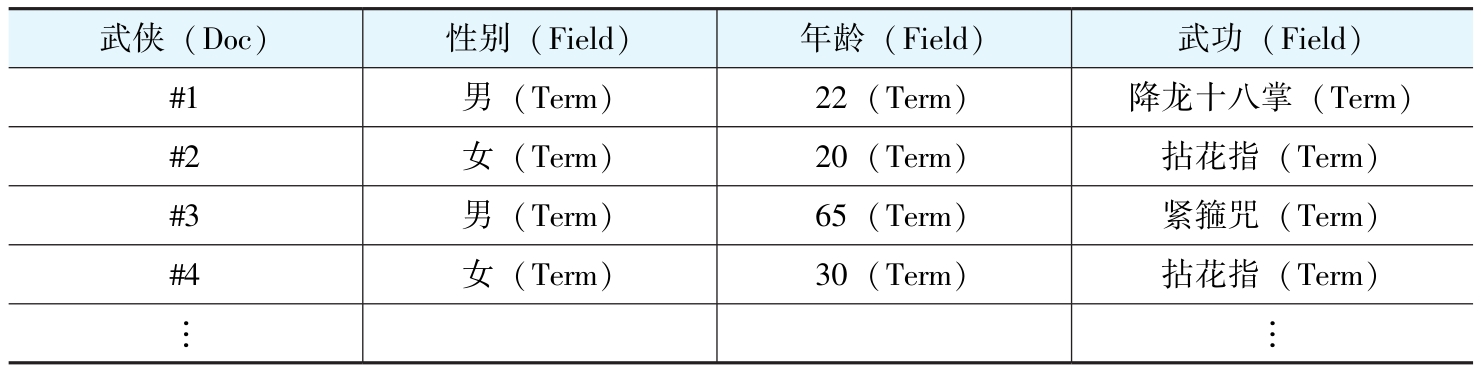 武侠（Doc） 性别（Field） 年龄（Field） 武功（Field）
#1 男（Term） 22（Term） 降龙十八掌（Term）
#2 女（Term） 20（Term） 拈花指（Term）
#3 男（Term） 65（Term） 紧箍咒（Term）
#4 女（Term） 30（Term） 拈花指（Term）
⋮ ⋮